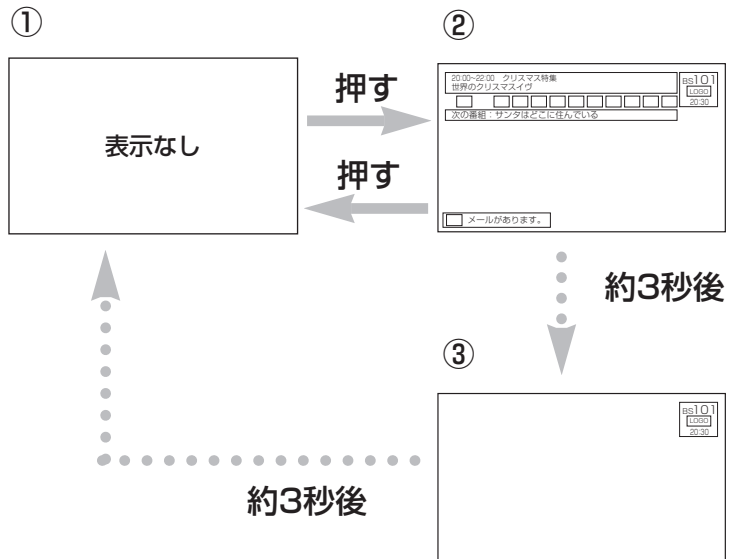 ①
表示なし
押す
押す
②
20:00~22:00 クリスマス特集
世界のクリスマスイヴ
次の番組：サンタはどこに住んでいる
BS101
LOGO
20:30
メールがあります。
約3秒後
③
BS101
LOGO
20:30
約3秒後